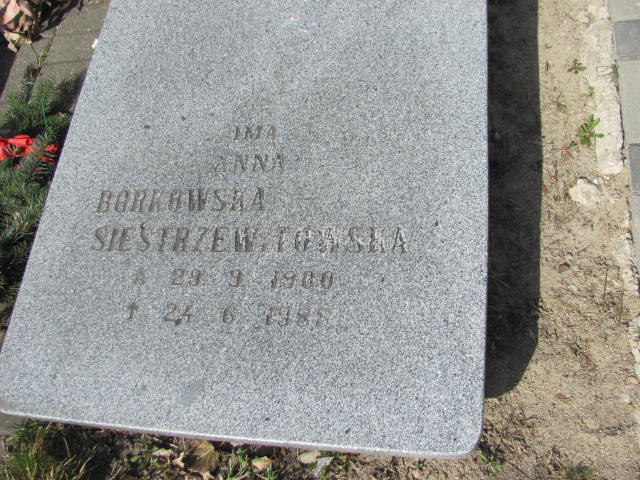 IMA
ANNA
BORKOWSKA -
SIESTRZEWITOWSKA
* 29 9 1900
† 24 6